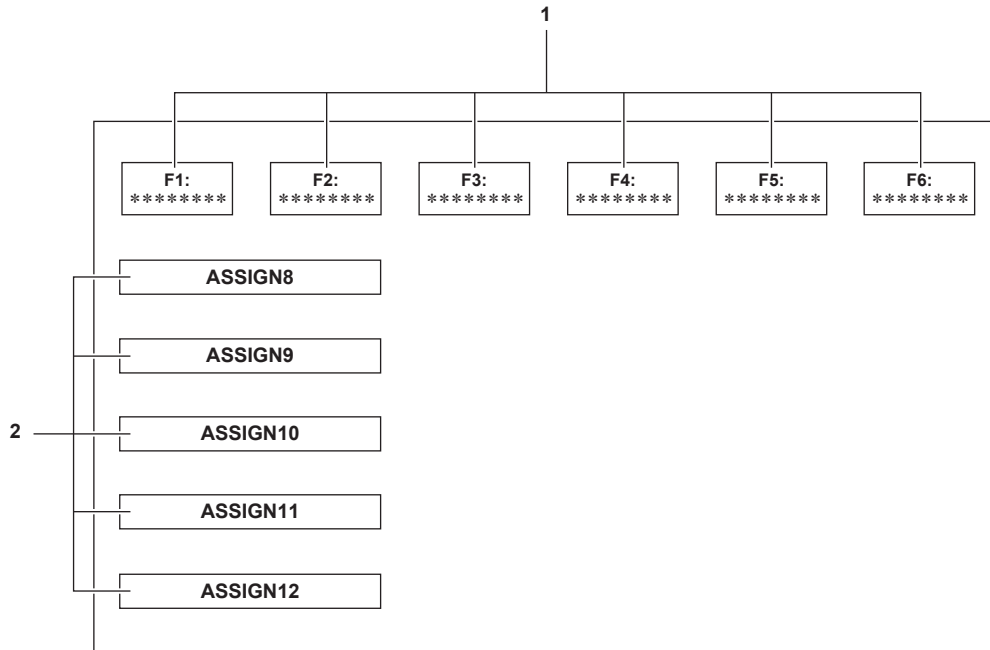 1
F1: F2: F3: F4: F5: F6:
******** ******** ******** ******** ******** ********
ASSIGN8
ASSIGN9
2
ASSIGN10
ASSIGN11
ASSIGN12